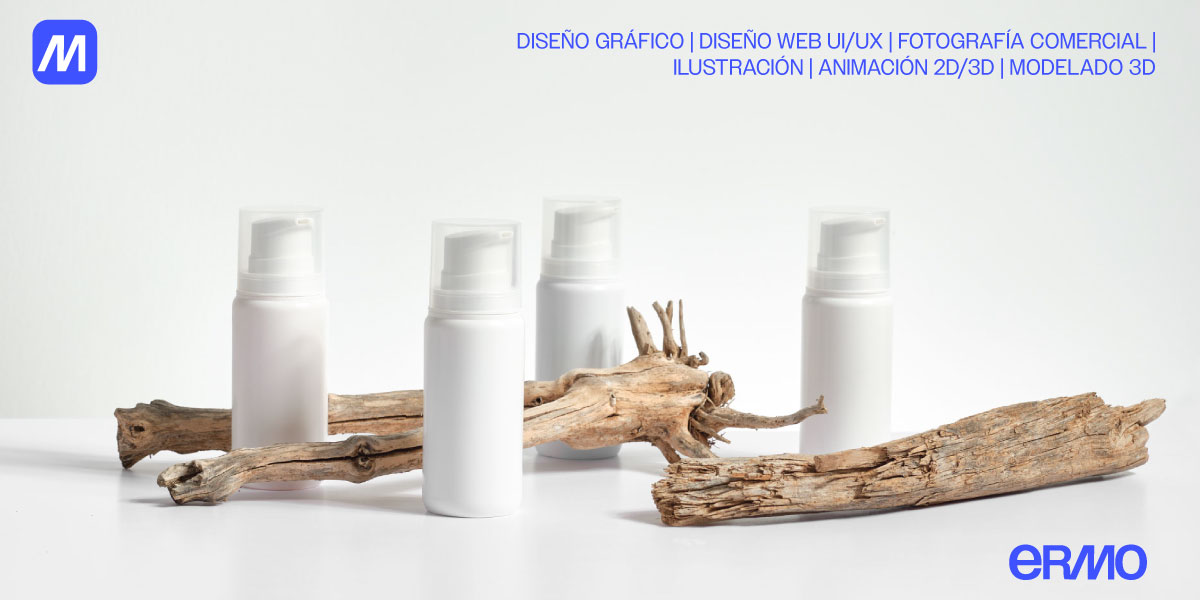 M
DISEÑO GRÁFICO | DISEÑO WEB UI/UX | FOTOGRAFÍA COMERCIAL |
ILUSTRACIÓN | ANIMACIÓN 2D/3D | MODELADO 3D
eRMO